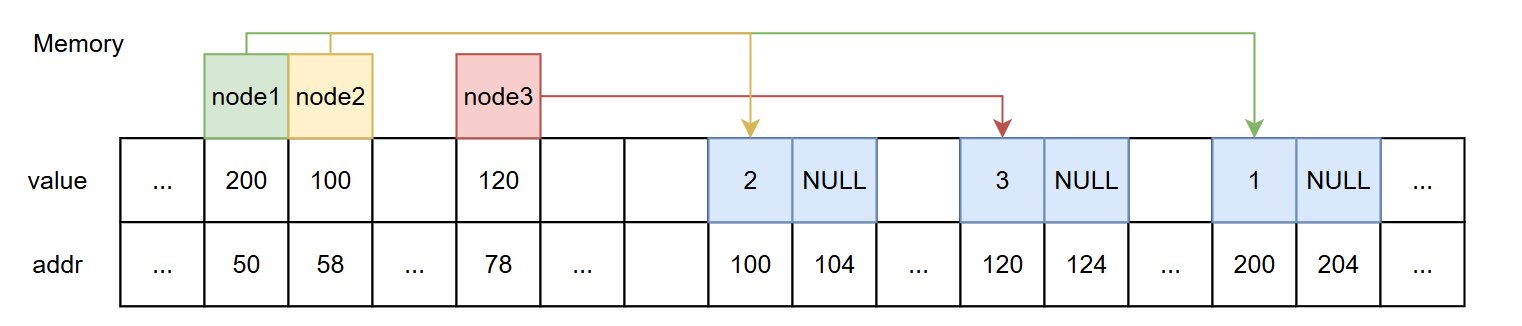 Memory
node1 node2 node3
value ... 200 100 120 2 NULL 3 NULL 1 NULL ...
addr ... 50 58 ... 78 ... 100 104 ... 120 124 ... 200 204 ...